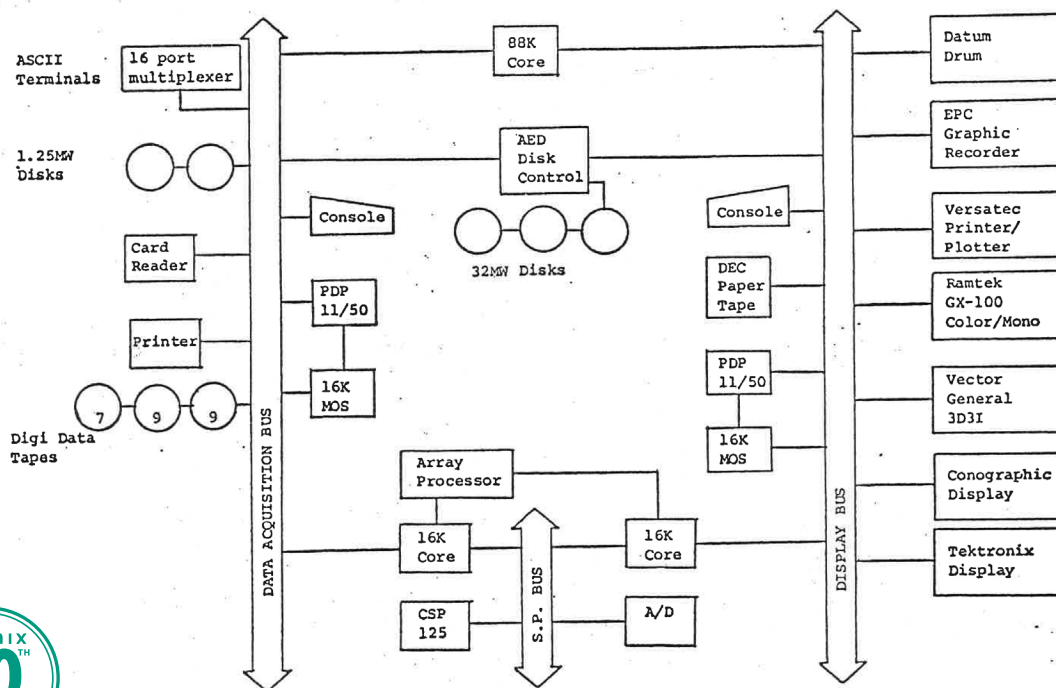 ASCII
Terminals
16 port
multiplexer
88K
Core
Datum
Drum
1.25MW
Disks
AED
Disk
Control
EPC
Graphic
Recorder
Console
32MW Disks
Console
Versatec
Printer/
Plotter
Card
Reader
PDP
11/50
DEC
Paper
Tape
Ramtek
GX-100
Color/Mono
Printer
16K
MOS
PDP
11/50
Vector
General
3D3I
7 9 9
Digi Data
Tapes
16K
MOS
DATA ACQUISITION BUS
Array
Processor
DISPLAY BUS
Conographic
Display
16K
Core
S.P. BUS
16K
Core
Tektronix
Display
CSP
125
A/D
TH